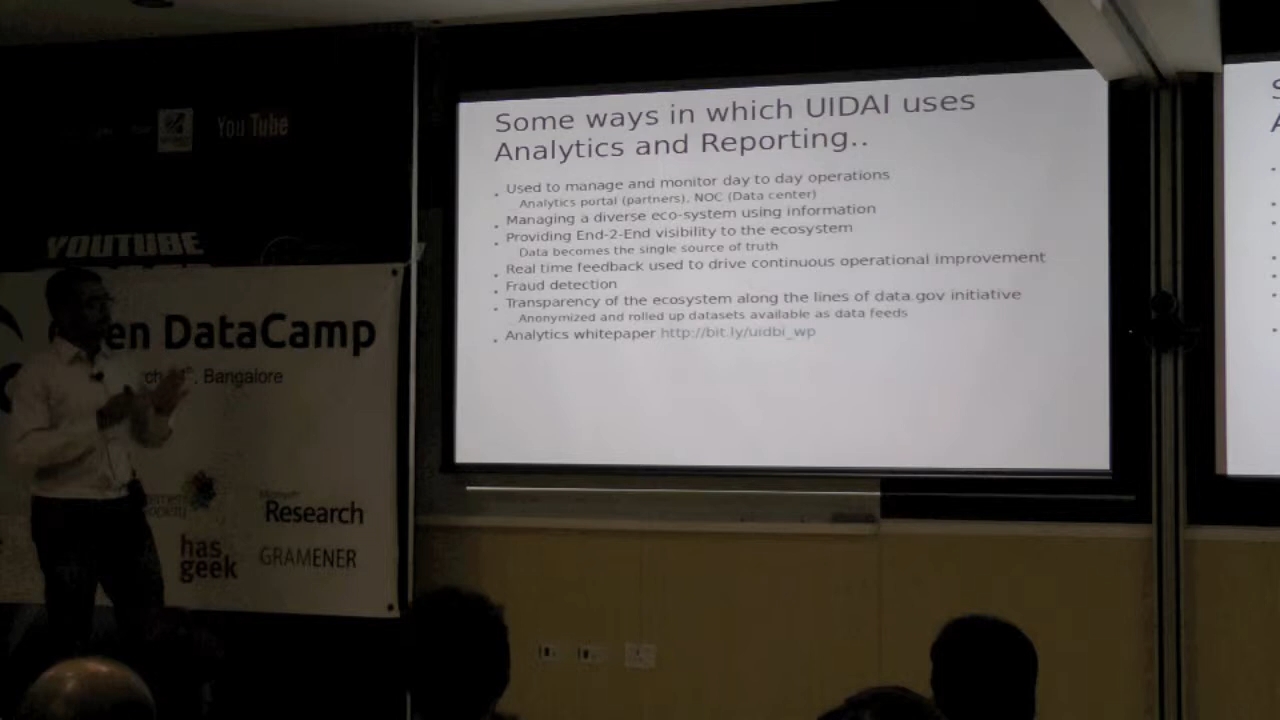 You Tube
YOUTUBE
en DataCamp
, Bangalore
Research
has
geek
GRAMENER
Some ways in which UIDAI uses
Analytics and Reporting..
Used to manage and monitor day to day operations
Analytics portal (partners), NOC (Data center)
Managing a diverse eco-system using information
Providing End-2-End visibility to the ecosystem
Data becomes the single source of truth
Real time feedback used to drive continuous operational improvement
Fraud detection
Transparency of the ecosystem along the lines of data.gov initiative
Anonymized and rolled up datasets available as data feeds
Analytics whitepaper http://bit.ly/uidbi_wp